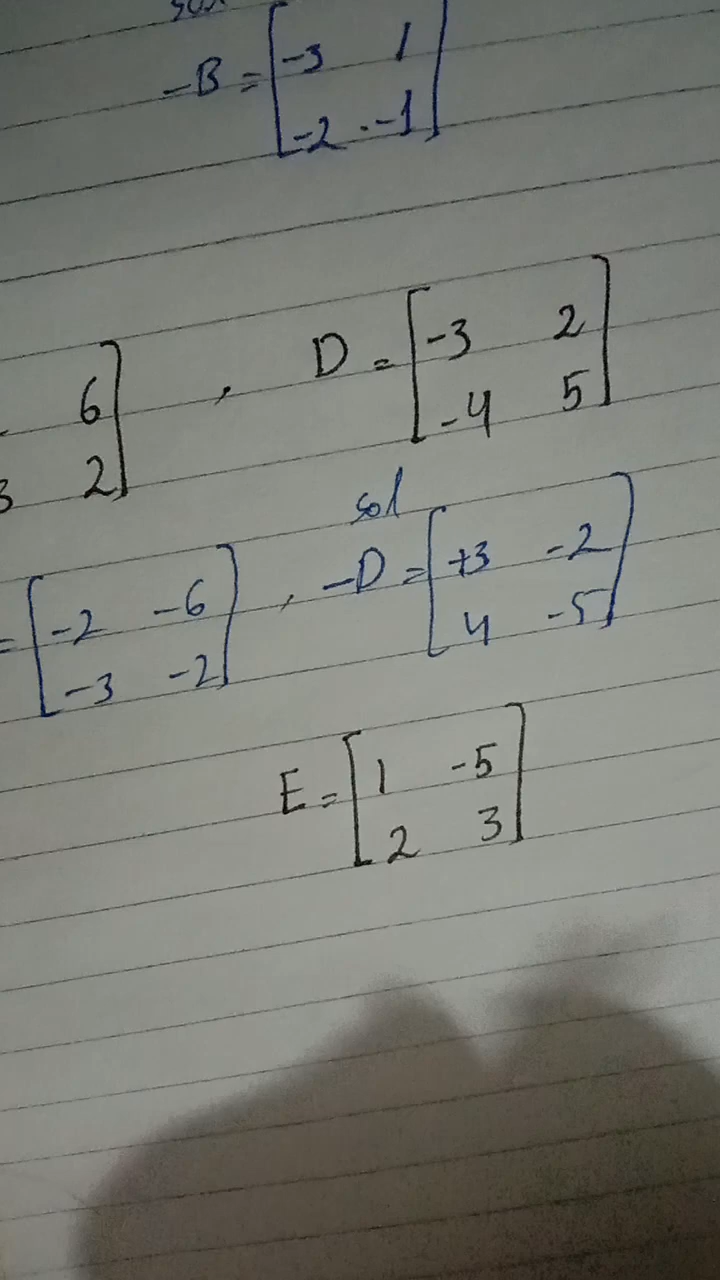 -B = [-3 1
-2 . -1]
6] , D = [-3 2
3 2] -4 5]
sol
= [-2 -6] , -D = [+3 -2
-3 -2] 4 -5]
E = [1 -5
2 3]